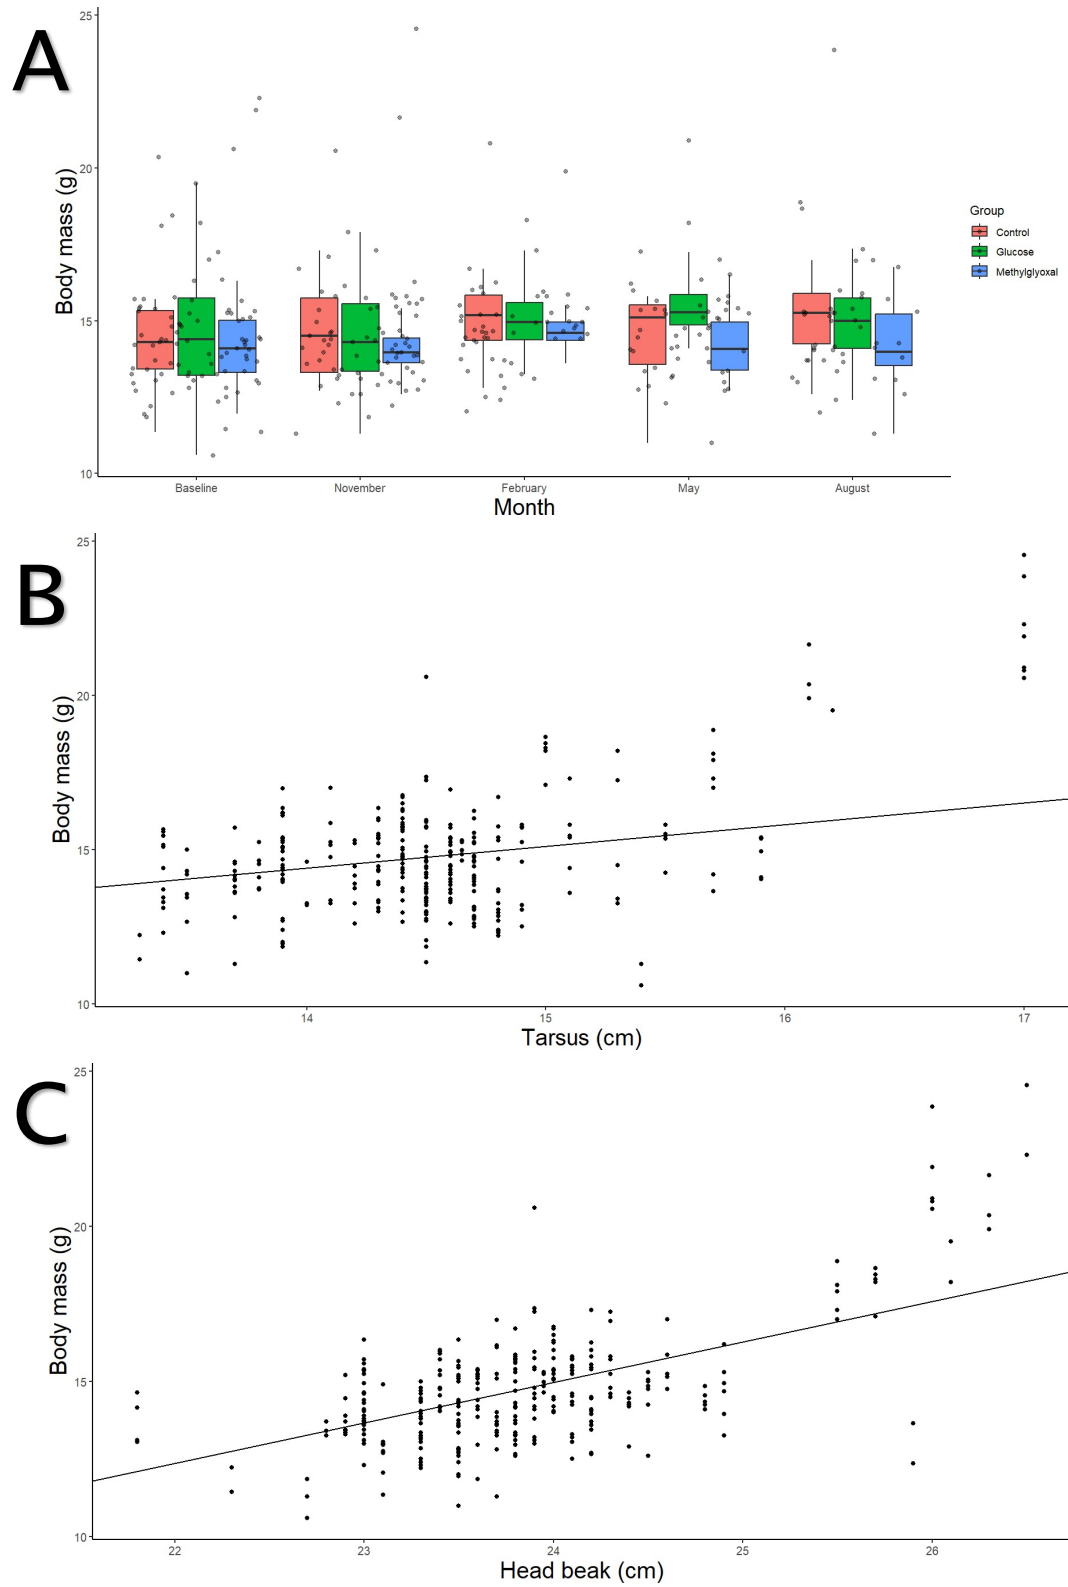 A
25
20
15
10
Body mass (g)
Baseline
November
February
May
August
Month
Group
Control
Glucose
Methylglyoxal
B
25
20
15
10
Body mass (g)
14
15
16
17
Tarsus (cm)
C
25
20
15
10
Body mass (g)
22
23
24
25
26
Head beak (cm)